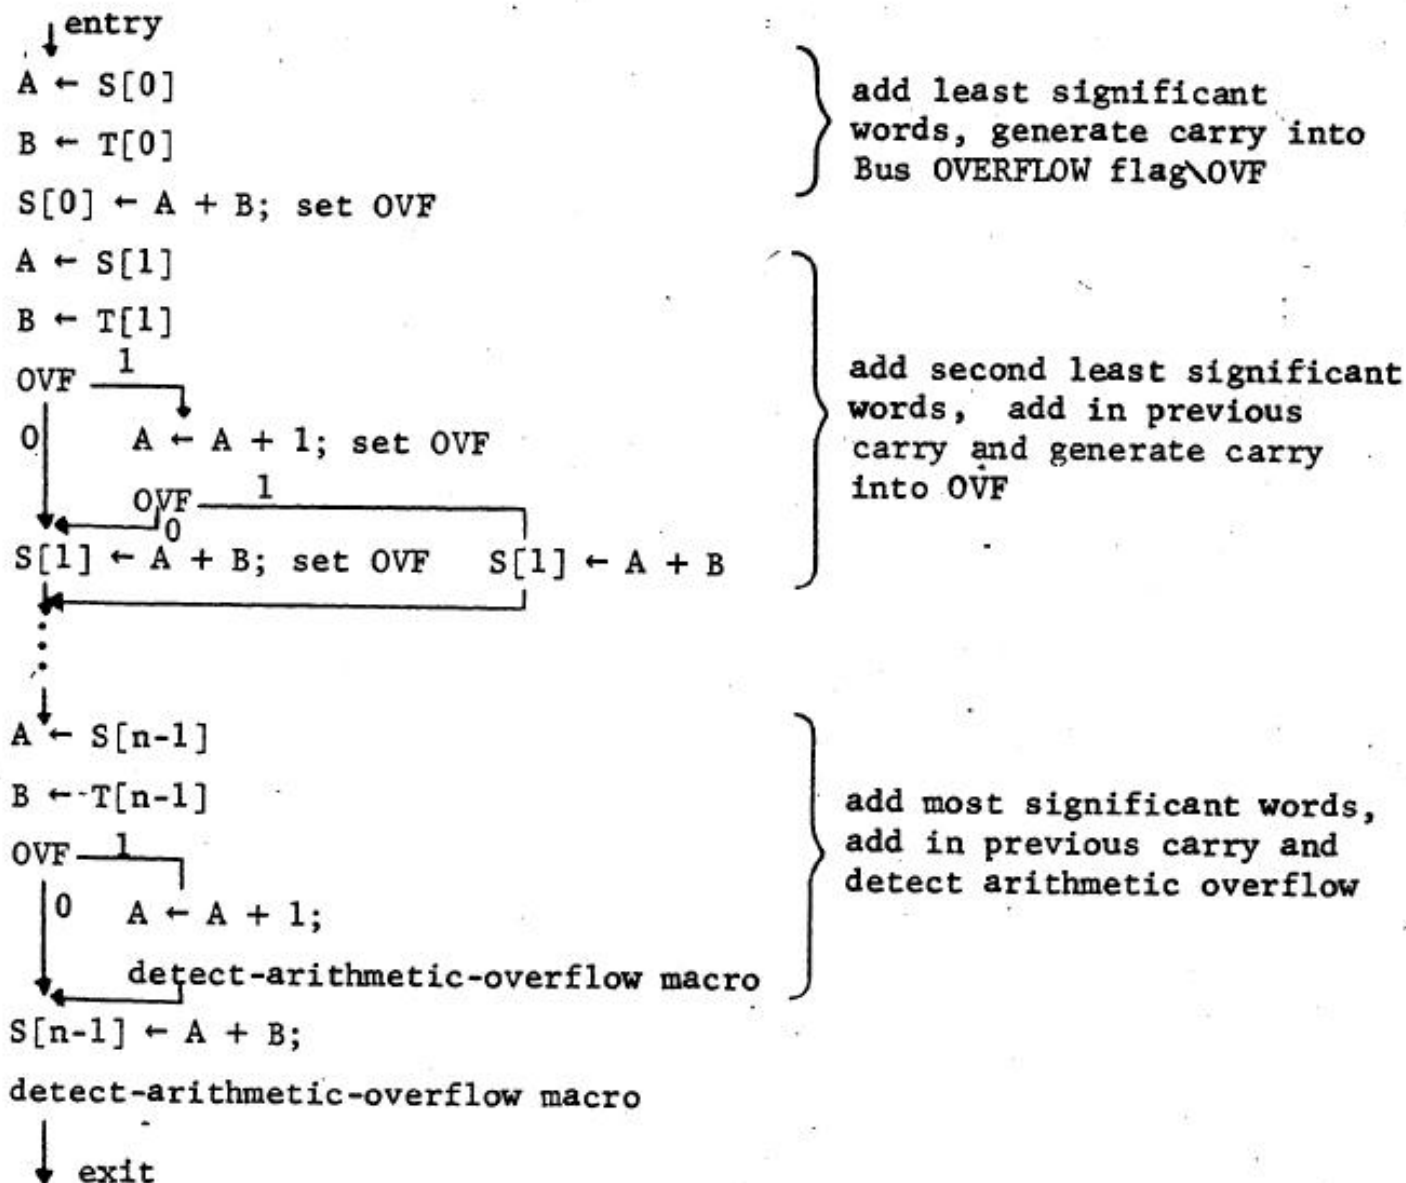 entry
A ← S[0]
B ← T[0]
S[0] ← A + B; set OVF
add least significant
words, generate carry into
Bus OVERFLOW flag\OVF
A ← S[1]
B ← T[1]
OVF 1
0 A ← A + 1; set OVF
OVF 1
0
S[1] ← A + B; set OVF S[1] ← A + B
add second least significant
words, add in previous
carry and generate carry
into OVF
A ← S[n-1]
B ← T[n-1]
OVF 1
0 A ← A + 1;
detect-arithmetic-overflow macro
add most significant words,
add in previous carry and
detect arithmetic overflow
S[n-1] ← A + B;
detect-arithmetic-overflow macro
exit